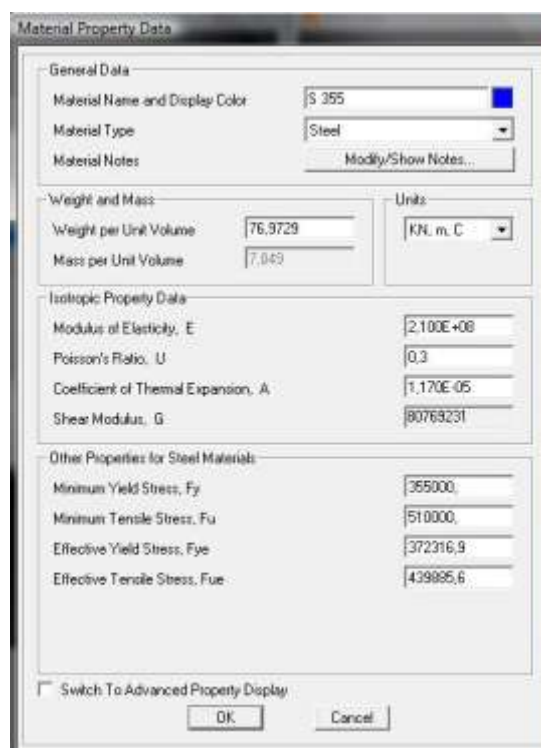 Material Property Data
General Data
Material Name and Display Color S 355
Material Type Steel
Material Notes Modify/Show Notes...
Weight and Mass
Weight per Unit Volume 76,9729
Mass per Unit Volume 7,849
Units
KN, m, C
Isotropic Property Data
Modulus of Elasticity, E 2,100E+08
Poisson's Ratio, U 0,3
Coefficient of Thermal Expansion, A 1,170E-05
Shear Modulus, G 80769231
Other Properties for Steel Materials
Minimum Yield Stress, Fy 355000,
Minimum Tensile Stress, Fu 510000,
Effective Yield Stress, Fye 372316,9
Effective Tensile Stress, Fue 439885,6
Switch To Advanced Property Display
OK Cancel